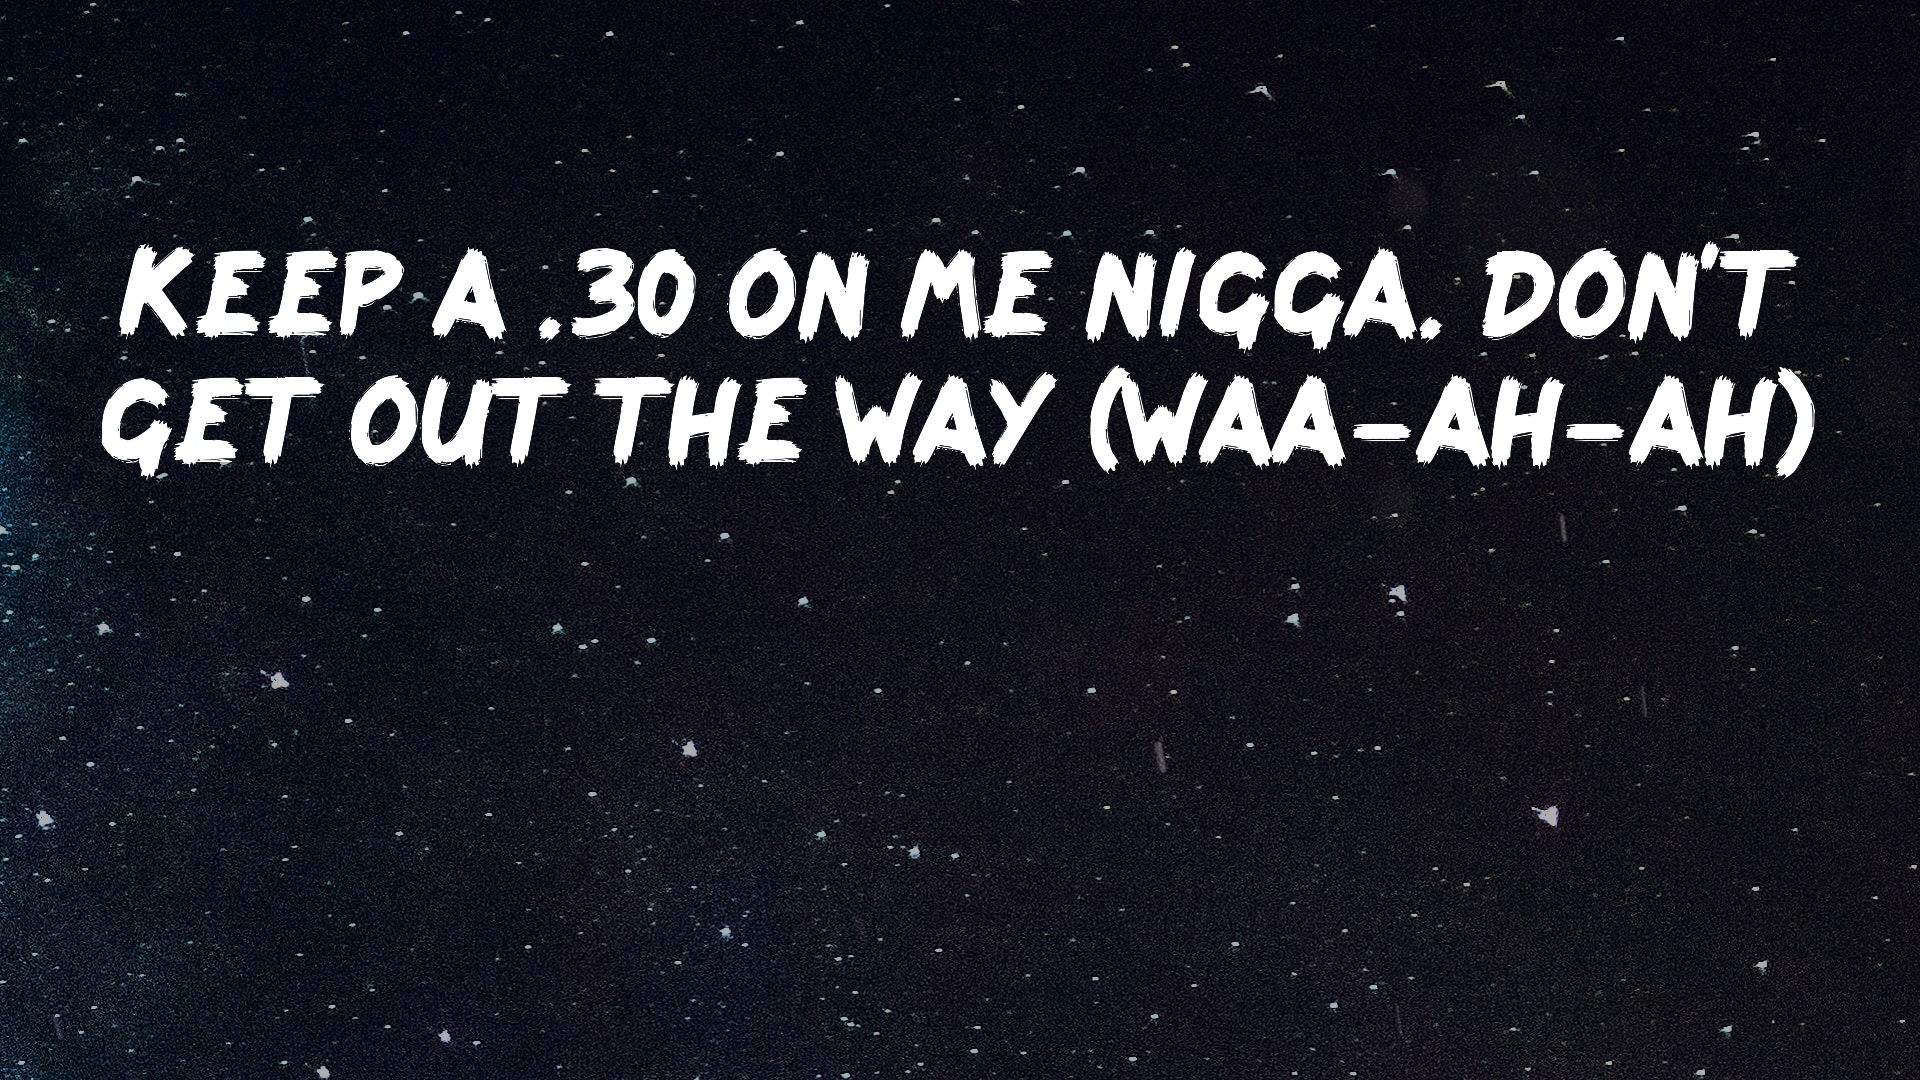 KEEP A .30 ON ME NIGGA. DON'T
GET OUT THE WAY (WAA-AH-AH)